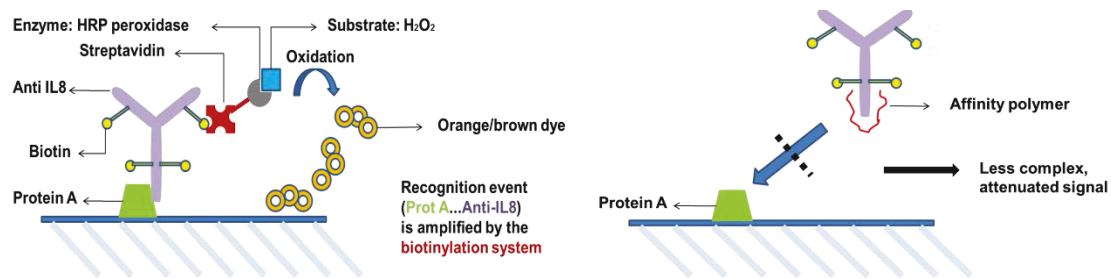 Enzyme: HRP peroxidase
Substrate: H₂O₂
Streptavidin
Oxidation
Anti IL8
Orange/brown dye
Biotin
Protein A
Recognition event
(Prot A...Anti-IL8)
is amplified by the
biotinylation system
Affinity polymer
Less complex,
attenuated signal
Protein A